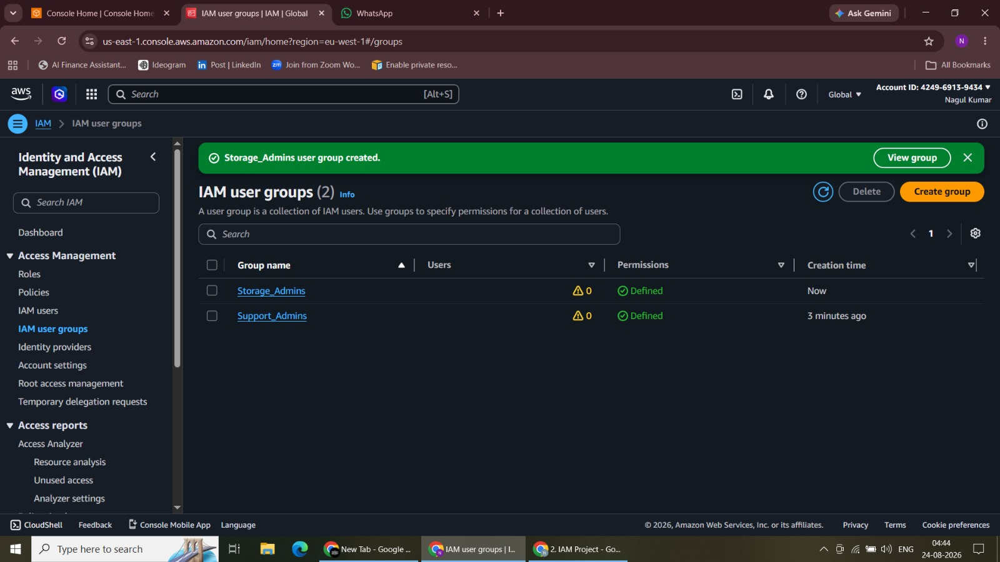 Console Home | Console Home
IAM user groups | IAM | Global
WhatsApp
Ask Gemini
us-east-1.console.aws.amazon.com/iam/home?region=eu-west-1#/groups
N
AI Finance Assistant...
Ideogram
Post | LinkedIn
zm
Join from Zoom Wo...
Enable private reso...
All Bookmarks
aws
Search
[Alt+S]
Global
Account ID: 4249-6913-9434
Nagul Kumar
IAM
IAM user groups
Identity and Access
Management (IAM)
Search IAM
Dashboard
Access Management
Roles
Policies
IAM users
IAM user groups
Identity providers
Account settings
Root access management
Temporary delegation requests
Access reports
Access Analyzer
Resource analysis
Unused access
Analyzer settings
Storage_Admins user group created.
View group
IAM user groups (2) Info
Delete
Create group
A user group is a collection of IAM users. Use groups to specify permissions for a collection of users.
Search
1
Group name
Users
Permissions
Creation time
Storage_Admins
0
Defined
Now
Support_Admins
0
Defined
3 minutes ago
CloudShell
Feedback
Console Mobile App
Language
© 2026, Amazon Web Services, Inc. or its affiliates.
Privacy
Terms
Cookie preferences
Type here to search
New Tab - Google ...
IAM user groups | I...
2. IAM Project - Go...
ENG
04:44
24-08-2026